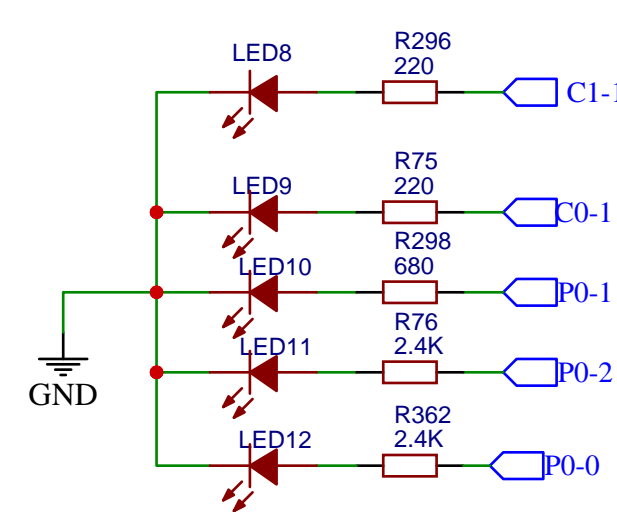 LED8
R296
220
C1-1
LED9
R75
220
C0-1
LED10
R298
680
P0-1
LED11
R76
2.4K
P0-2
LED12
R362
2.4K
P0-0
GND